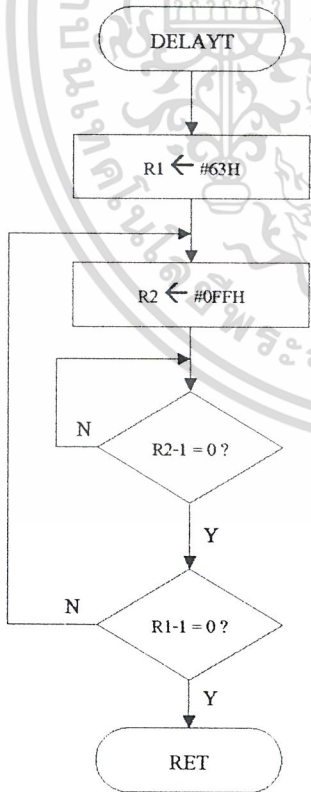 DELAYT
R1 ← #63H
R2 ← #0FFH
N
R2-1 = 0 ?
Y
N
R1-1 = 0 ?
Y
RET